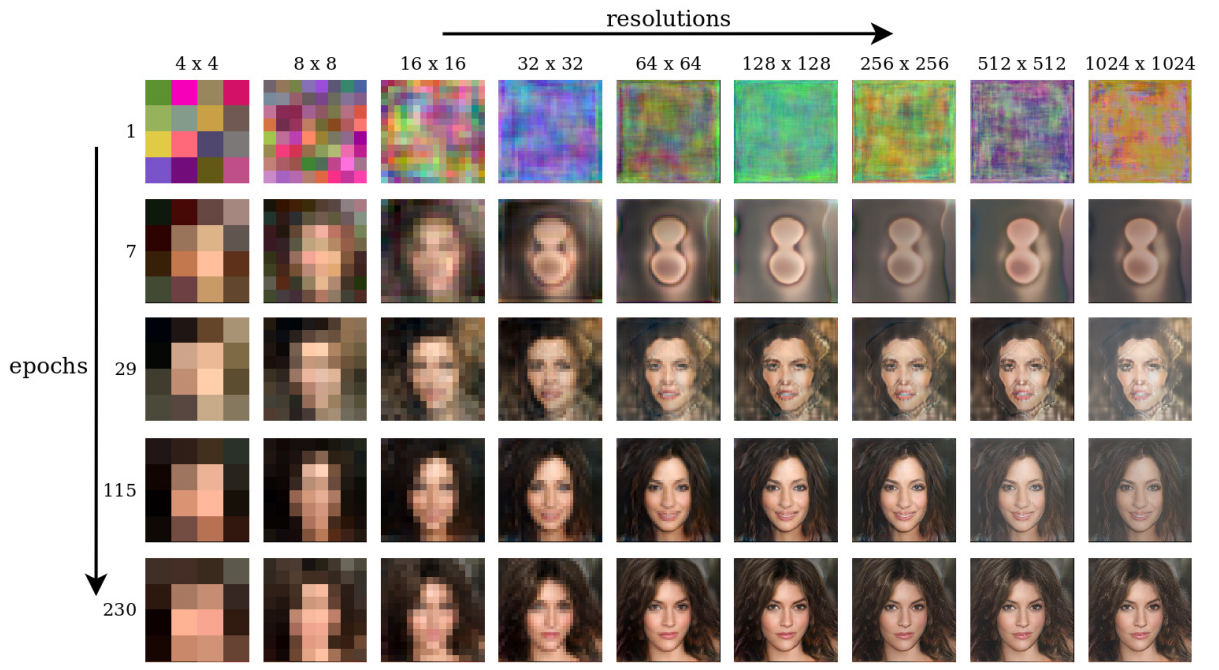 resolutions
4 x 4
8 x 8
16 x 16
32 x 32
64 x 64
128 x 128
256 x 256
512 x 512
1024 x 1024
1
7
epochs
29
115
230